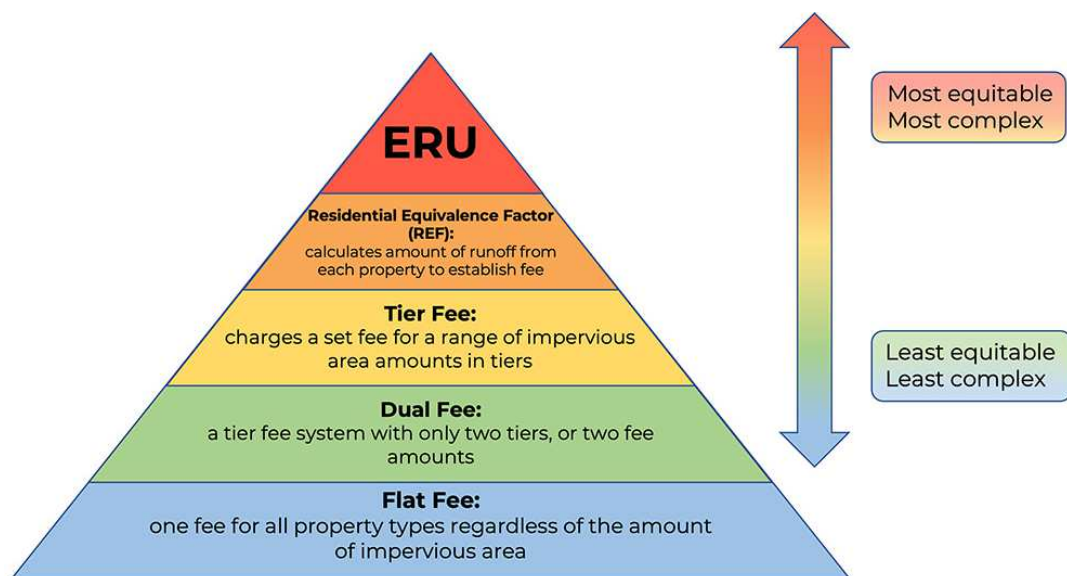 ERU
Residential Equivalence Factor
(REF):
calculates amount of runoff from
each property to establish fee
Tier Fee:
charges a set fee for a range of impervious
area amounts in tiers
Dual Fee:
a tier fee system with only two tiers, or two fee
amounts
Flat Fee:
one fee for all property types regardless of the amount
of impervious area
Most equitable
Most complex
Least equitable
Least complex